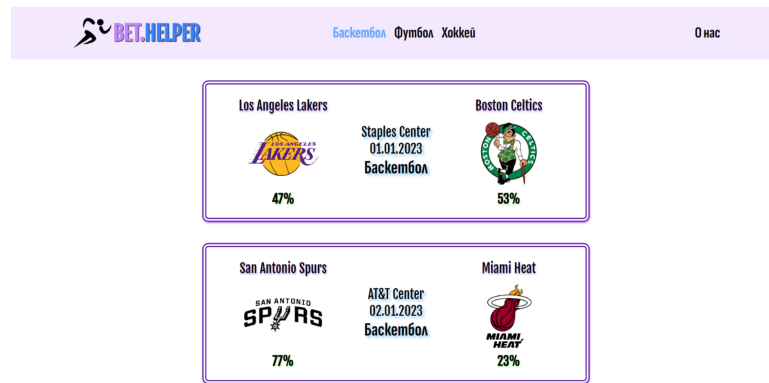 BET.HELPER
Баскетбол Футбол Хоккей
О нас
Los Angeles Lakers
Boston Celtics
LOS ANGELES
LAKERS
Staples Center
01.01.2023
Баскетбол
BOSTON CELTICS
47%
53%
San Antonio Spurs
Miami Heat
SAN ANTONIO
SPURS
AT&T Center
02.01.2023
Баскетбол
MIAMI
HEAT
77%
23%